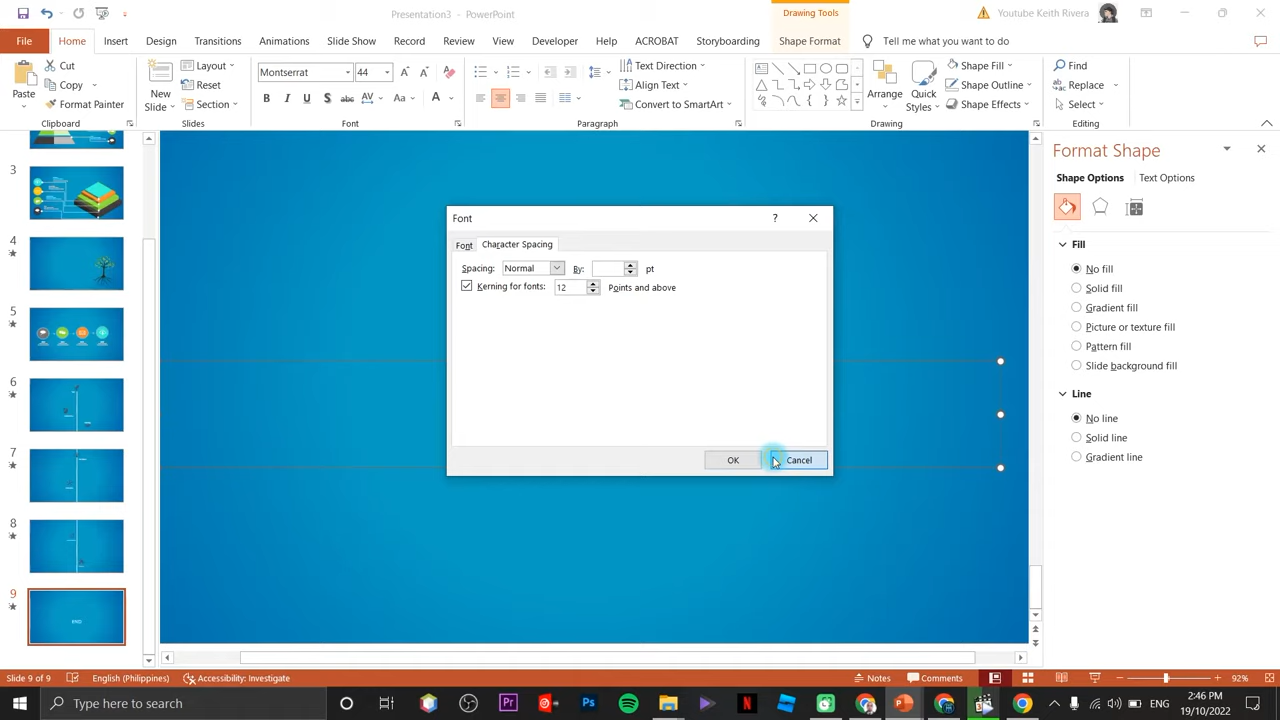 Presentation3 - PowerPoint
Drawing Tools
Youtube Keith Rivera
File
Home
Insert
Design
Transitions
Animations
Slide Show
Record
Review
View
Developer
Help
ACROBAT
Storyboarding
Shape Format
Tell me what you want to do
Paste
Cut
Copy
Format Painter
Clipboard
New
Slide
Layout
Reset
Section
Slides
Montserrat
44
B I U S abc AV Aa A
Font
Text Direction
Align Text
Convert to SmartArt
Paragraph
Arrange
Quick
Styles
Shape Fill
Shape Outline
Shape Effects
Drawing
Find
Replace
Select
Editing
3
4
5
6
7
8
9
END
Font
?
Font
Character Spacing
Spacing:
Normal
By:
pt
Kerning for fonts:
12
Points and above
OK
Cancel
Format Shape
Shape Options
Text Options
Fill
No fill
Solid fill
Gradient fill
Picture or texture fill
Pattern fill
Slide background fill
Line
No line
Solid line
Gradient line
Slide 9 of 9
English (Philippines)
Accessibility: Investigate
Notes
Comments
92%
Type here to search
Pr
Ps
ENG
2:46 PM
19/10/2022